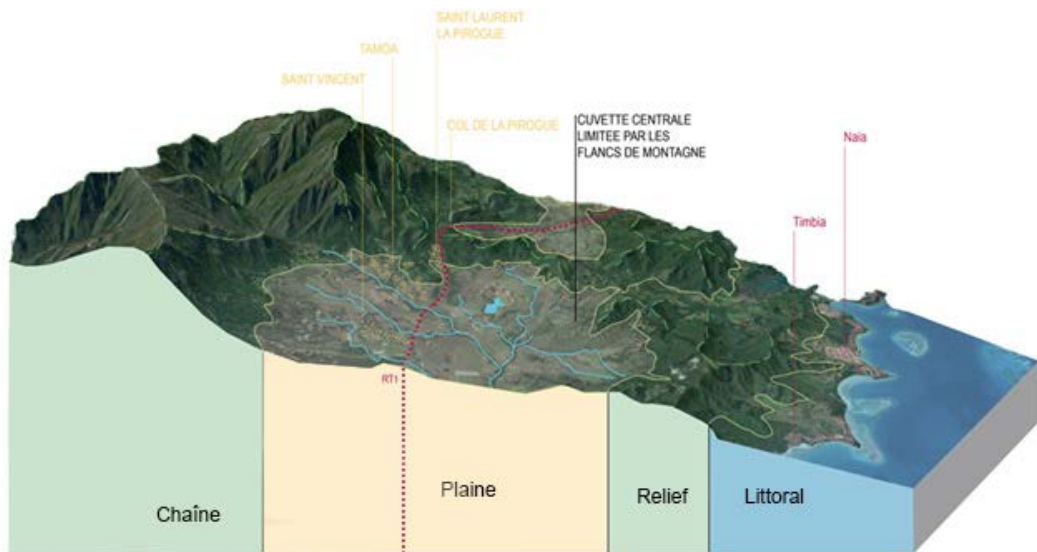 SAINT LAURENT
LA PIROGUE
TAMOA
SAINT VINCENT
COL DE LA PIROGUE
CUVETTE CENTRALE
LIMITEE PAR LES
FLANCS DE MONTAGNE
Naïa
Timbia
RT1
Chaîne
Plaine
Relief
Littoral